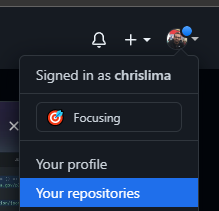 Signed in as chrislima
Focusing
Your profile
Your repositories